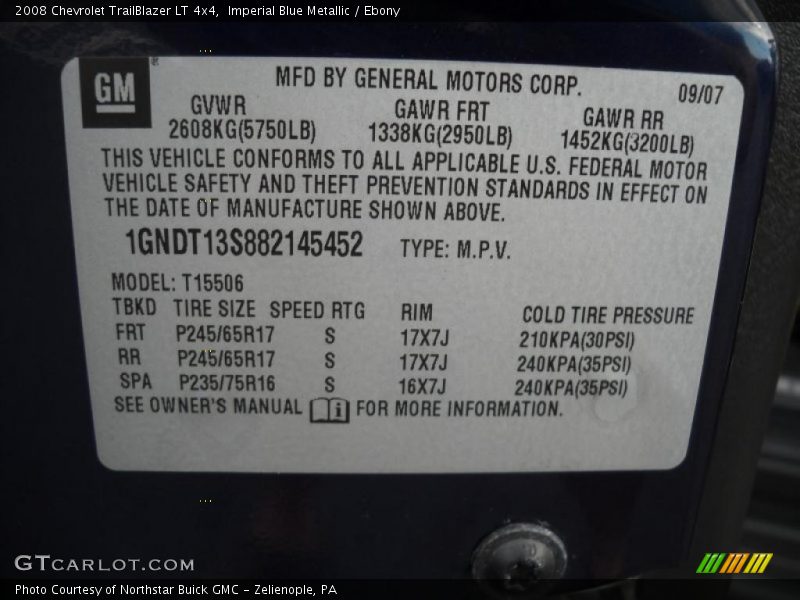 2008 Chevrolet TrailBlazer LT 4x4,  Imperial Blue Metallic / Ebony
GM
MFD BY GENERAL MOTORS CORP.
09/07
GVWR GAWR FRT GAWR RR
2608KG(5750LB) 1338KG(2950LB) 1452KG(3200LB)
THIS VEHICLE CONFORMS TO ALL APPLICABLE U.S. FEDERAL MOTOR
VEHICLE SAFETY AND THEFT PREVENTION STANDARDS IN EFFECT ON
THE DATE OF MANUFACTURE SHOWN ABOVE.
1GNDT13S882145452 TYPE: M.P.V.
MODEL: T15506
TBKD TIRE SIZE SPEED RTG RIM COLD TIRE PRESSURE
FRT P245/65R17 S 17X7J 210KPA(30PSI)
RR P245/65R17 S 17X7J 240KPA(35PSI)
SPA P235/75R16 S 16X7J 240KPA(35PSI)
SEE OWNER'S MANUAL i FOR MORE INFORMATION.
GTCARLOT.COM
Photo Courtesy of Northstar Buick GMC - Zelienople, PA